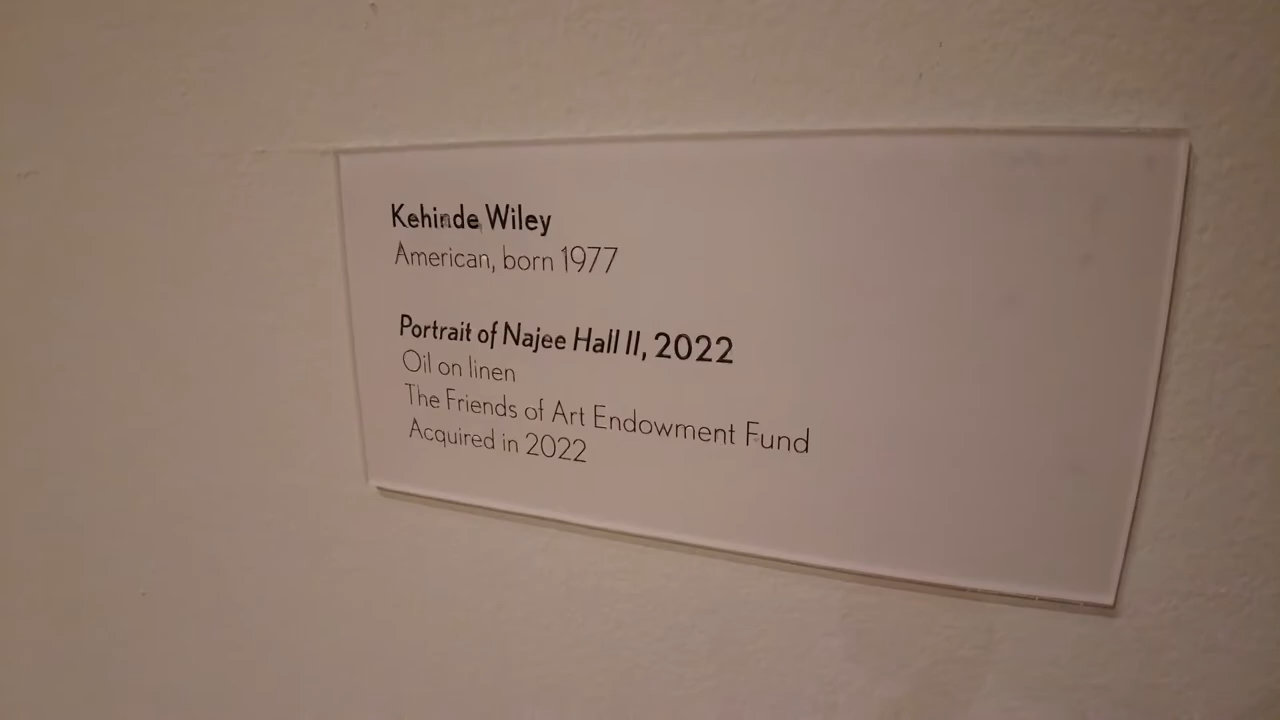 Kehinde Wiley
American, born 1977
Portrait of Najee Hall II, 2022
Oil on linen
The Friends of Art Endowment Fund
Acquired in 2022